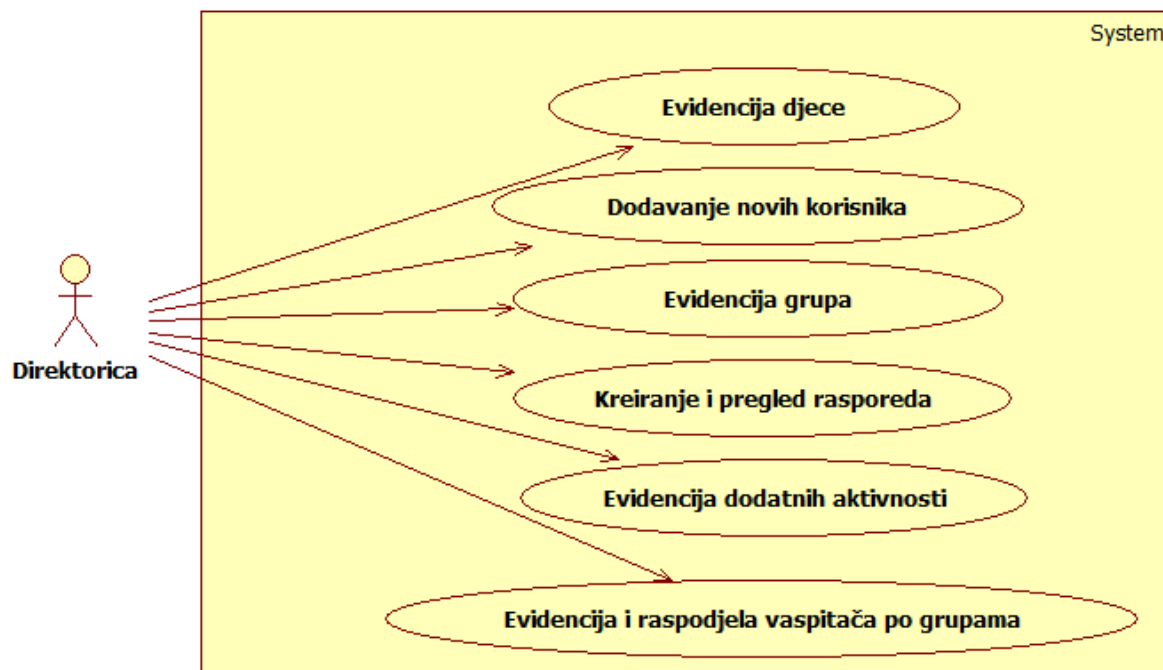 System
Evidencija djece
Dodavanje novih korisnika
Evidencija grupa
Direktorica
Kreiranje i pregled rasporeda
Evidencija dodatnih aktivnosti
Evidencija i raspodjela vaspitača po grupama